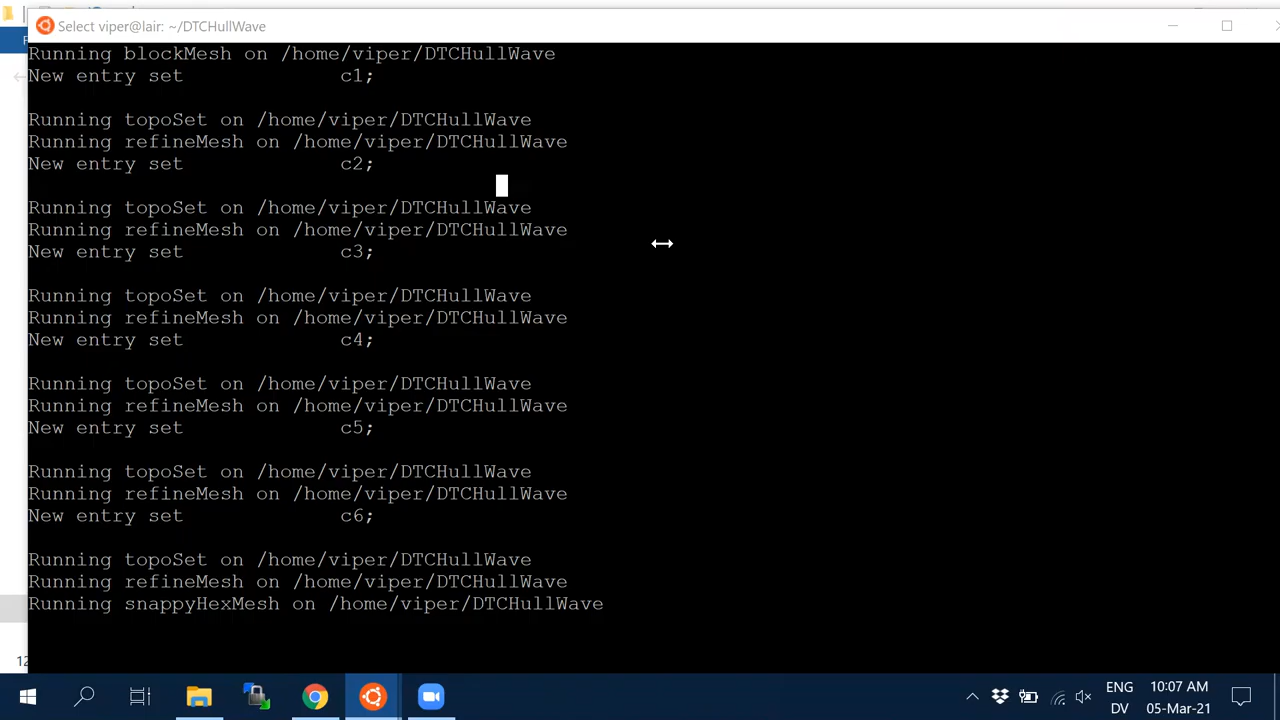 Select viper@lair: ~/DTCHullWave
Running blockMesh on /home/viper/DTCHullWave
New entry set c1;
Running topoSet on /home/viper/DTCHullWave
Running refineMesh on /home/viper/DTCHullWave
New entry set c2;
Running topoSet on /home/viper/DTCHullWave
Running refineMesh on /home/viper/DTCHullWave
New entry set c3;
Running topoSet on /home/viper/DTCHullWave
Running refineMesh on /home/viper/DTCHullWave
New entry set c4;
Running topoSet on /home/viper/DTCHullWave
Running refineMesh on /home/viper/DTCHullWave
New entry set c5;
Running topoSet on /home/viper/DTCHullWave
Running refineMesh on /home/viper/DTCHullWave
New entry set c6;
Running topoSet on /home/viper/DTCHullWave
Running refineMesh on /home/viper/DTCHullWave
Running snappyHexMesh on /home/viper/DTCHullWave
12
ENG 10:07 AM
DV 05-Mar-21